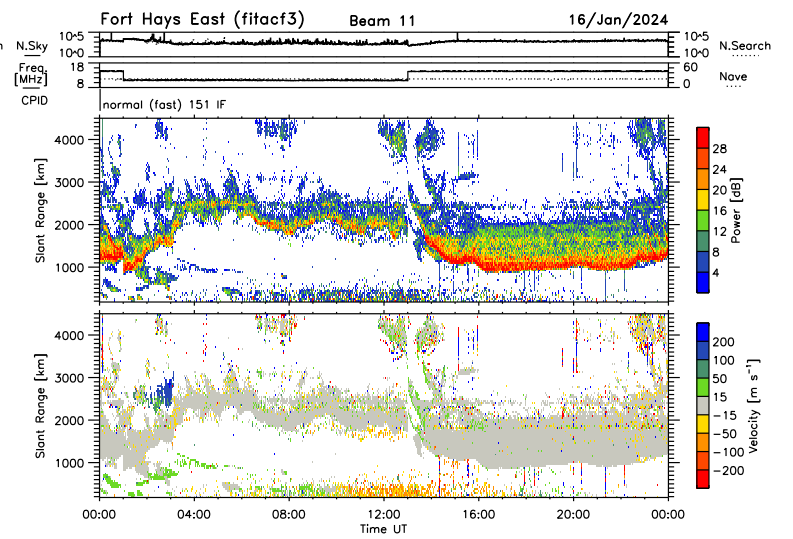 Fort Hays East (fitacf3) Beam 11 16/Jan/2024
N.Sky 10^5 10^0 10^5 10^0 N.Search
Freq. [MHz] 18 8 60 0 Nave
CPID normal (fast) 151 IF
Slant Range [km] 4000 3000 2000 1000
Power [dB] 28 24 20 16 12 8 4
Slant Range [km] 4000 3000 2000 1000
Velocity [m s⁻¹] 200 100 50 15 −15 −50 −100 −200
00:00 04:00 08:00 12:00 16:00 20:00 00:00
Time UT